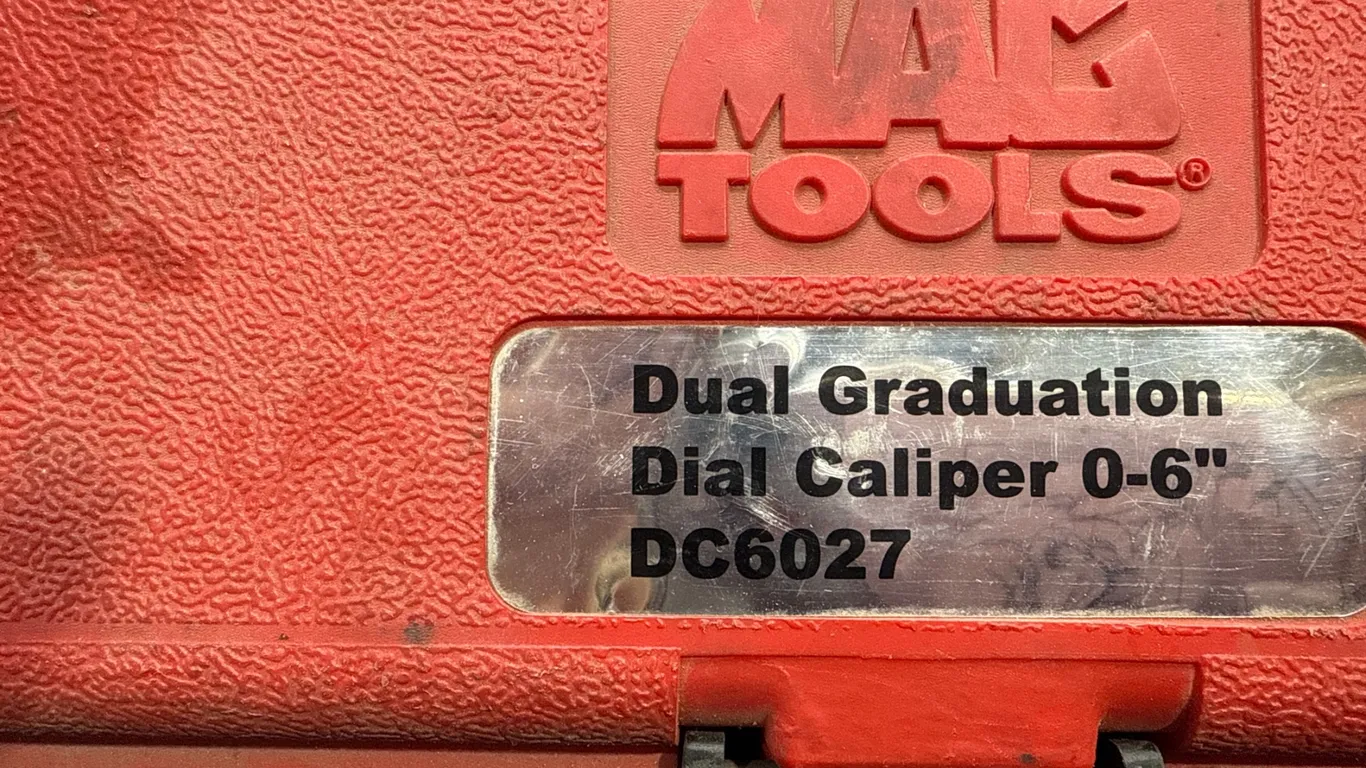 MAC
TOOLS®
Dual Graduation
Dial Caliper 0-6"
DC6027